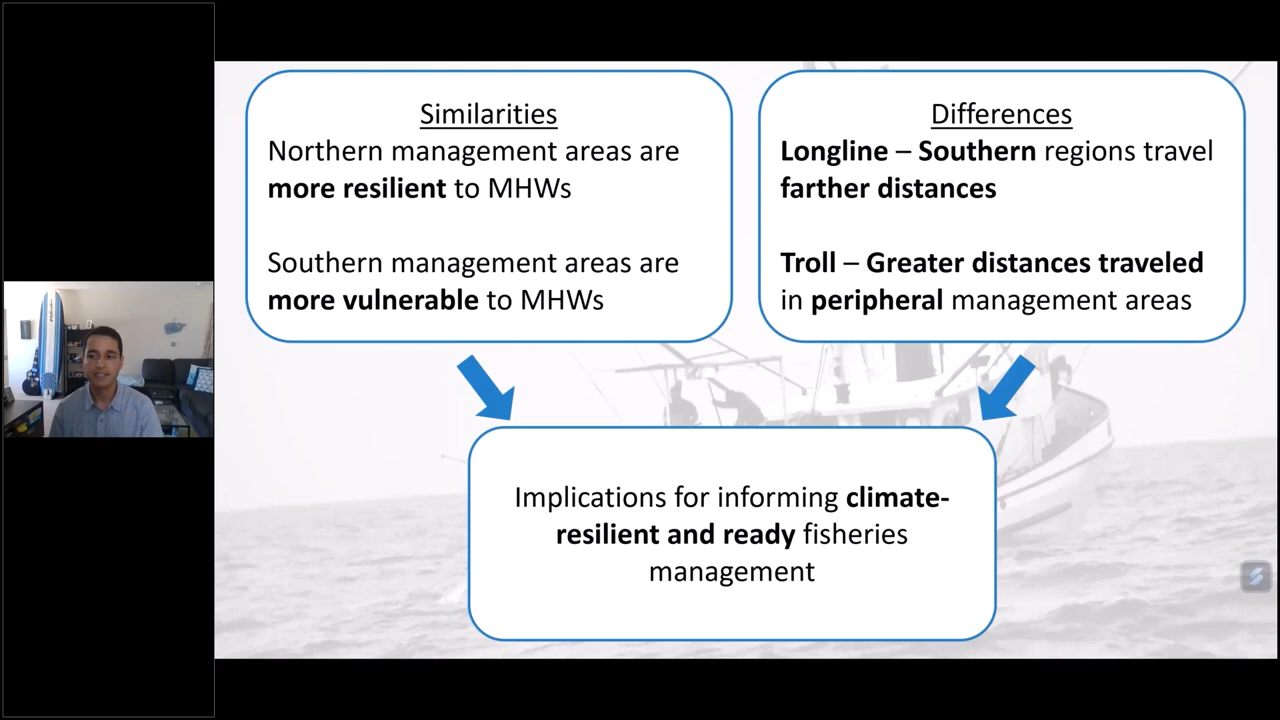 Similarities
Northern management areas are
more resilient to MHWs
Southern management areas are
more vulnerable to MHWs
Differences
Longline – Southern regions travel
farther distances
Troll – Greater distances traveled
in peripheral management areas
Implications for informing climate-
resilient and ready fisheries
management